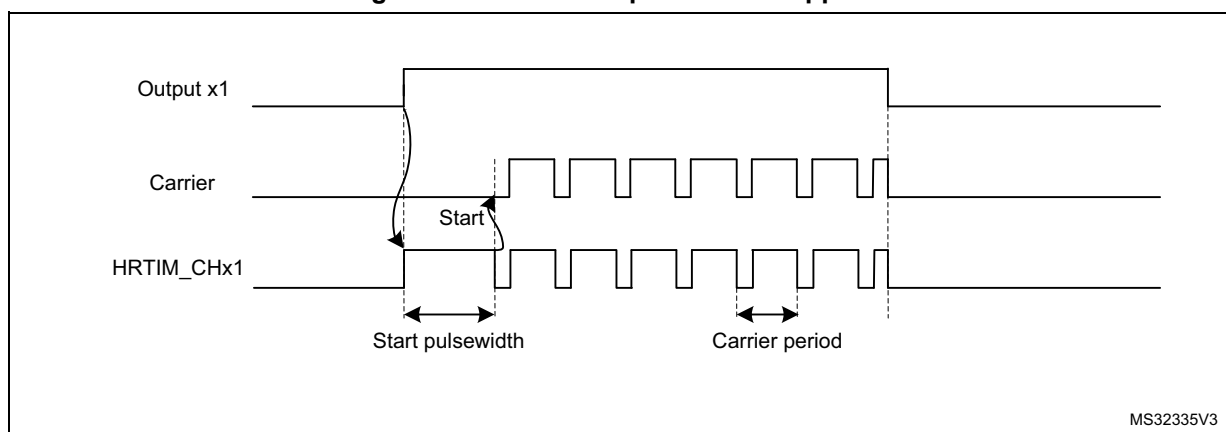 Output x1
Carrier
Start
HRTIM_CHx1
Start pulsewidth
Carrier period
MS32335V3